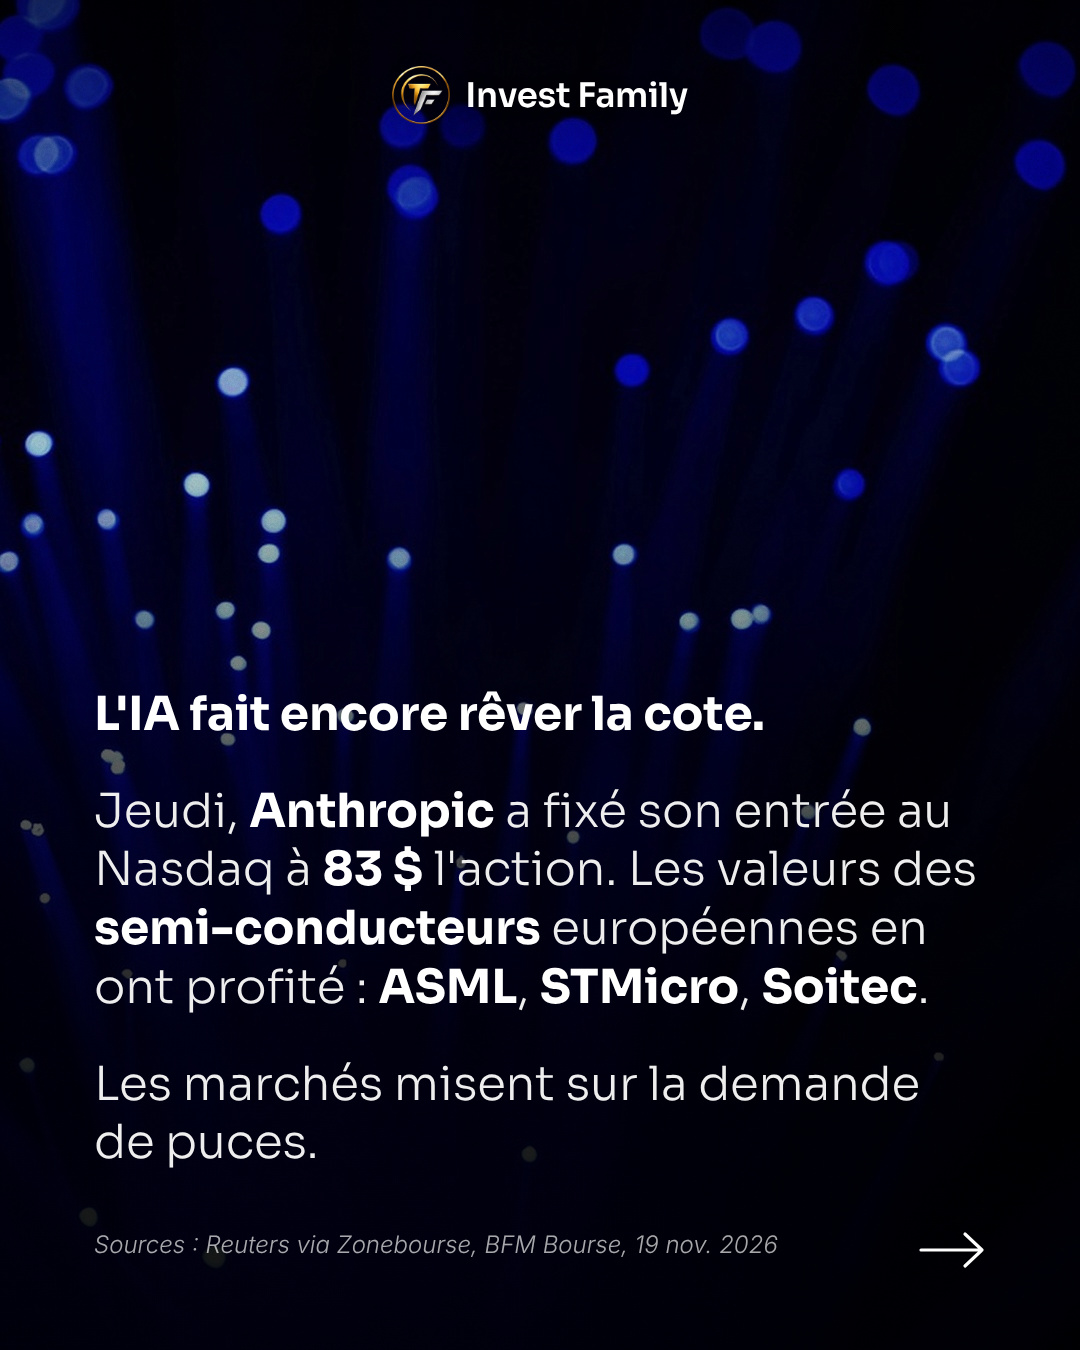 Invest Family
L'IA fait encore rêver la cote.
Jeudi, Anthropic a fixé son entrée au
Nasdaq à 83 $ l'action. Les valeurs des
semi-conducteurs européennes en
ont profité : ASML, STMicro, Soitec.
Les marchés misent sur la demande
de puces.
Sources : Reuters via Zonebourse, BFM Bourse, 19 nov. 2026